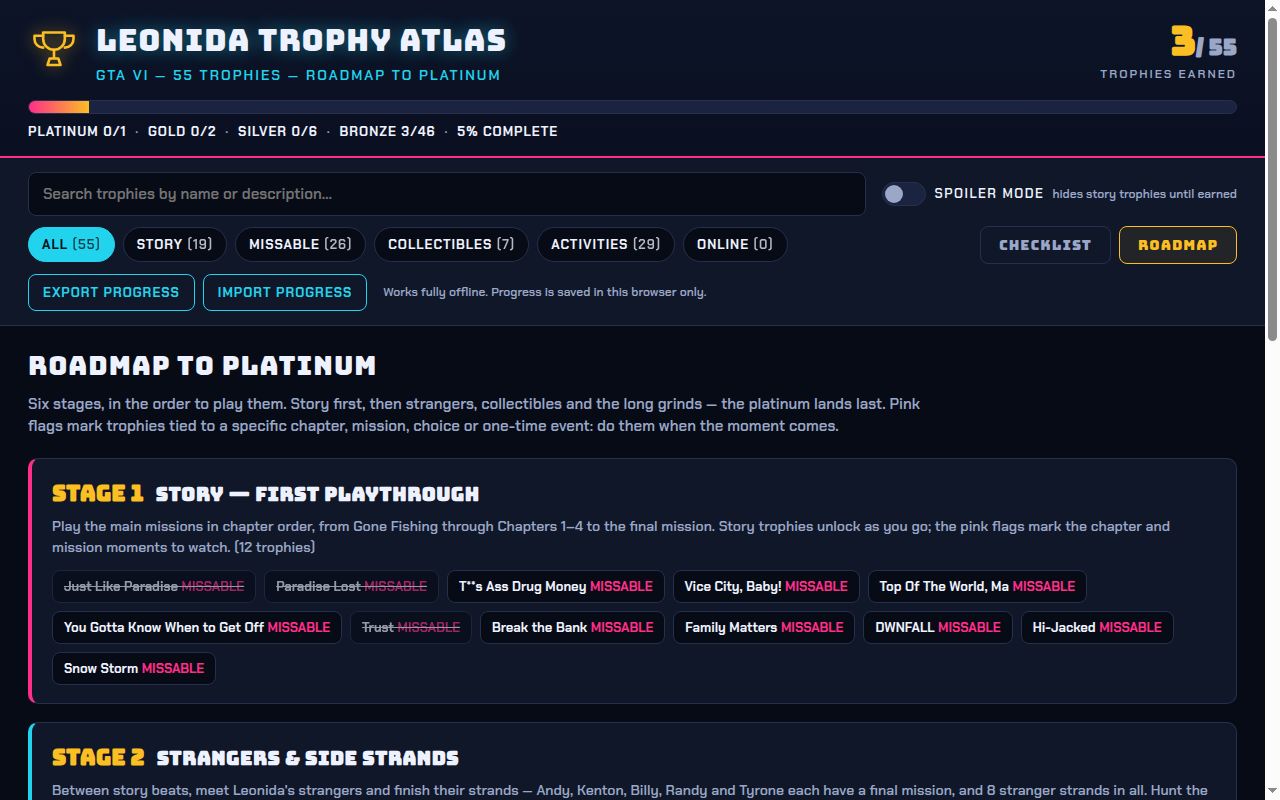 LEONIDA TROPHY ATLAS
GTA VI — 55 TROPHIES — ROADMAP TO PLATINUM
3/ 55
TROPHIES EARNED
PLATINUM 0/1 · GOLD 0/2 · SILVER 0/6 · BRONZE 3/46 · 5% COMPLETE
Search trophies by name or description...
SPOILER MODE hides story trophies until earned
ALL (55) STORY (19) MISSABLE (26) COLLECTIBLES (7) ACTIVITIES (29) ONLINE (0)
CHECKLIST ROADMAP
EXPORT PROGRESS IMPORT PROGRESS Works fully offline. Progress is saved in this browser only.
ROADMAP TO PLATINUM
Six stages, in the order to play them. Story first, then strangers, collectibles and the long grinds — the platinum lands last. Pink
flags mark trophies tied to a specific chapter, mission, choice or one-time event: do them when the moment comes.
STAGE 1 STORY — FIRST PLAYTHROUGH
Play the main missions in chapter order, from Gone Fishing through Chapters 1–4 to the final mission. Story trophies unlock as you go; the pink flags mark the chapter and
mission moments to watch. (12 trophies)
Just Like Paradise MISSABLE Paradise Lost MISSABLE T**s Ass Drug Money MISSABLE Vice City, Baby! MISSABLE Top Of The World, Ma MISSABLE
You Gotta Know When to Get Off MISSABLE Trust MISSABLE Break the Bank MISSABLE Family Matters MISSABLE DWNFALL MISSABLE Hi-Jacked MISSABLE
Snow Storm MISSABLE
STAGE 2 STRANGERS & SIDE STRANDS
Between story beats, meet Leonida's strangers and finish their strands — Andy, Kenton, Billy, Randy and Tyrone each have a final mission, and 8 stranger strands in all. Hunt the